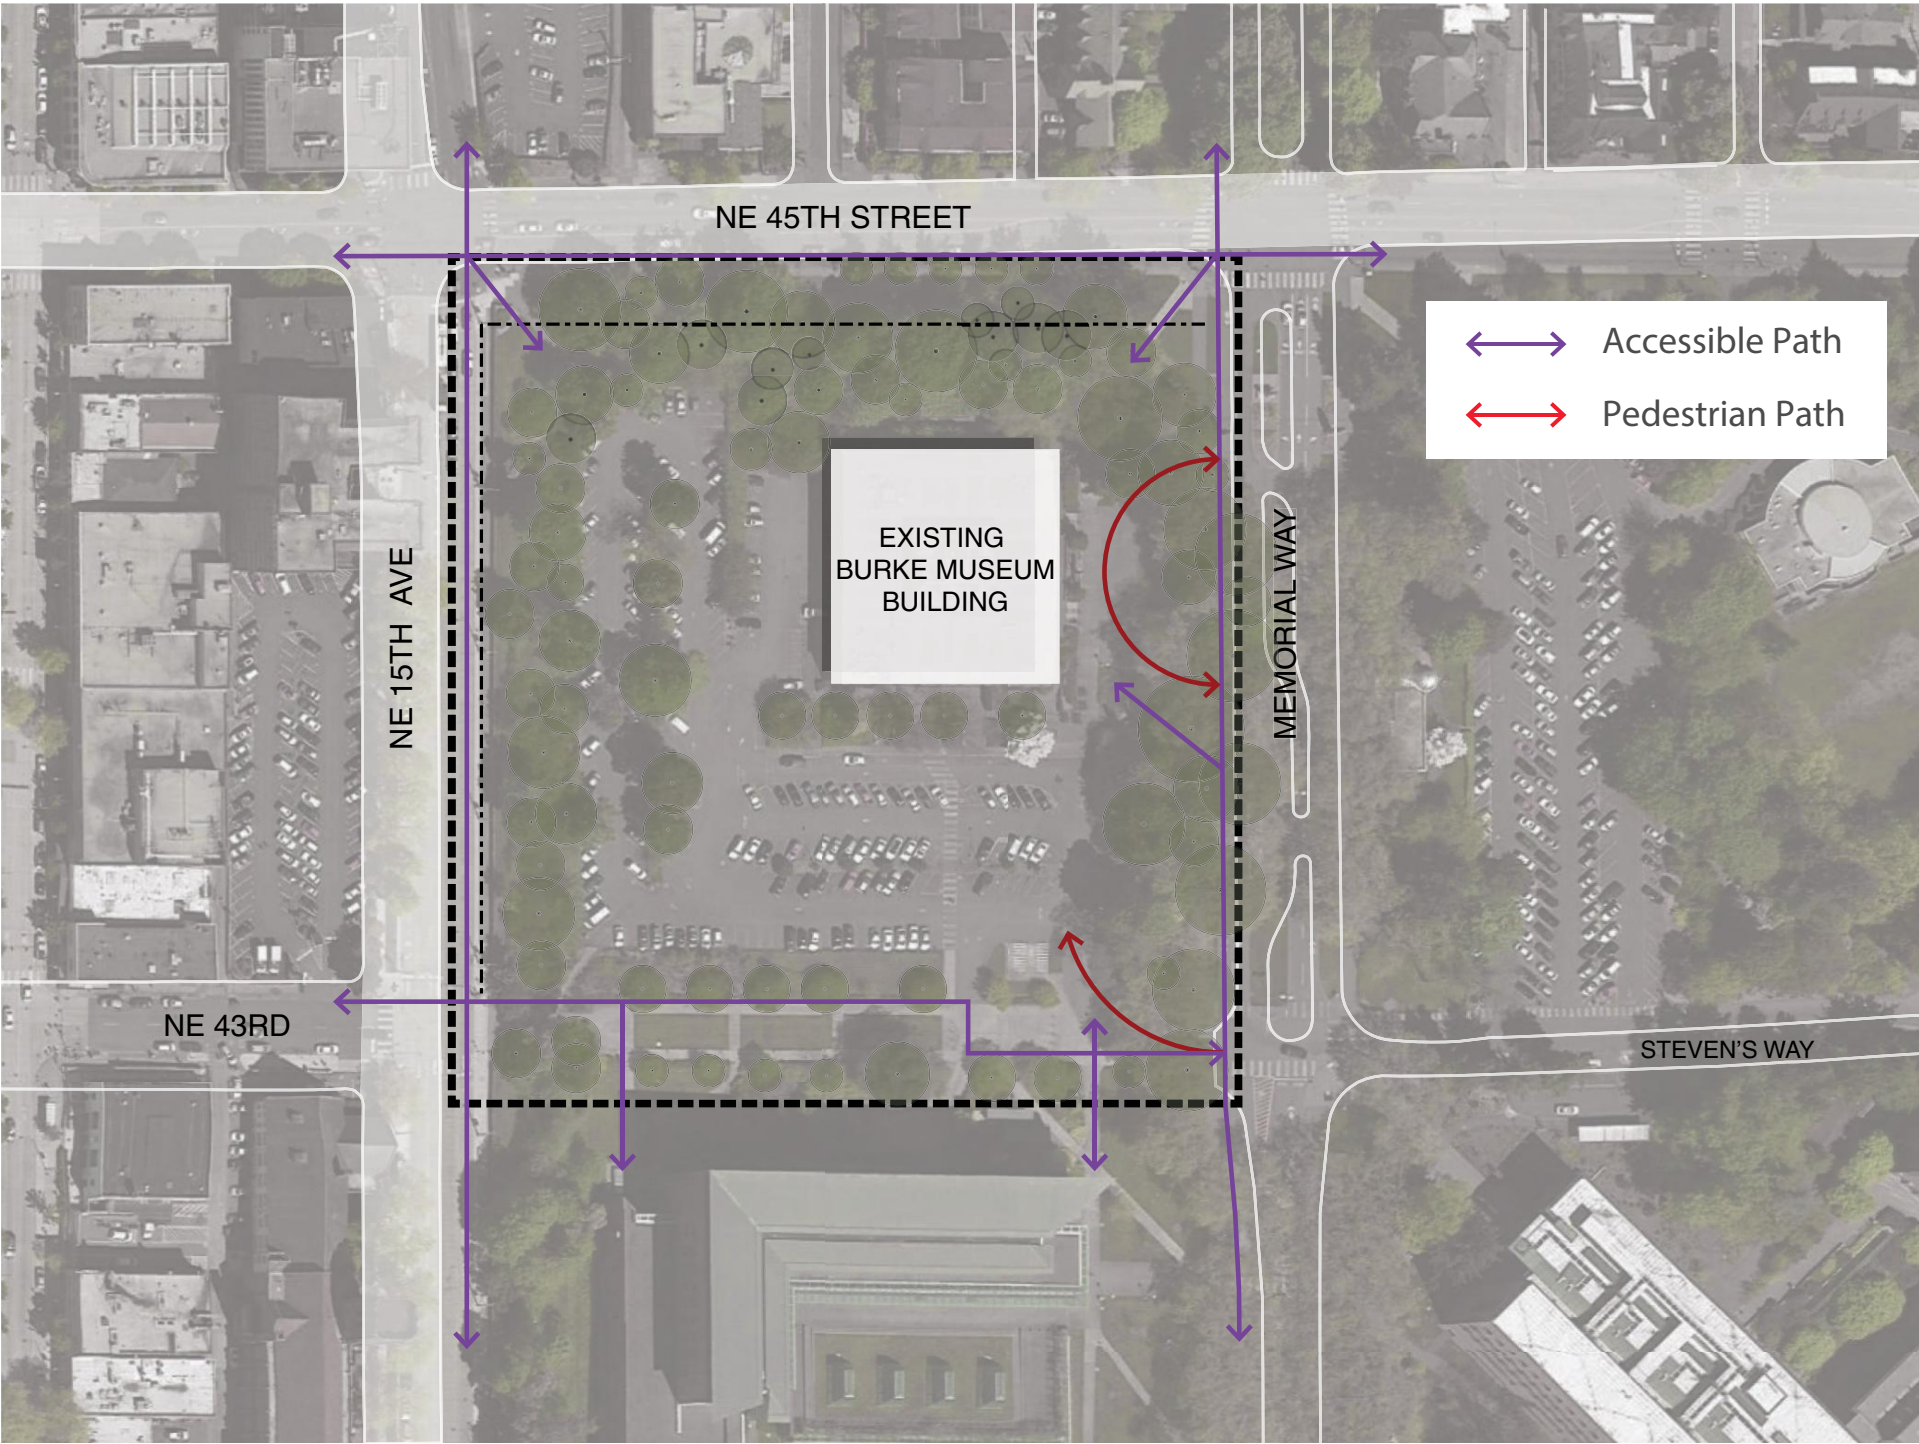 NE 45TH STREET
Accessible Path
Pedestrian Path
EXISTING
BURKE MUSEUM
BUILDING
NE 15TH AVE
MEMORIAL WAY
NE 43RD
STEVEN'S WAY